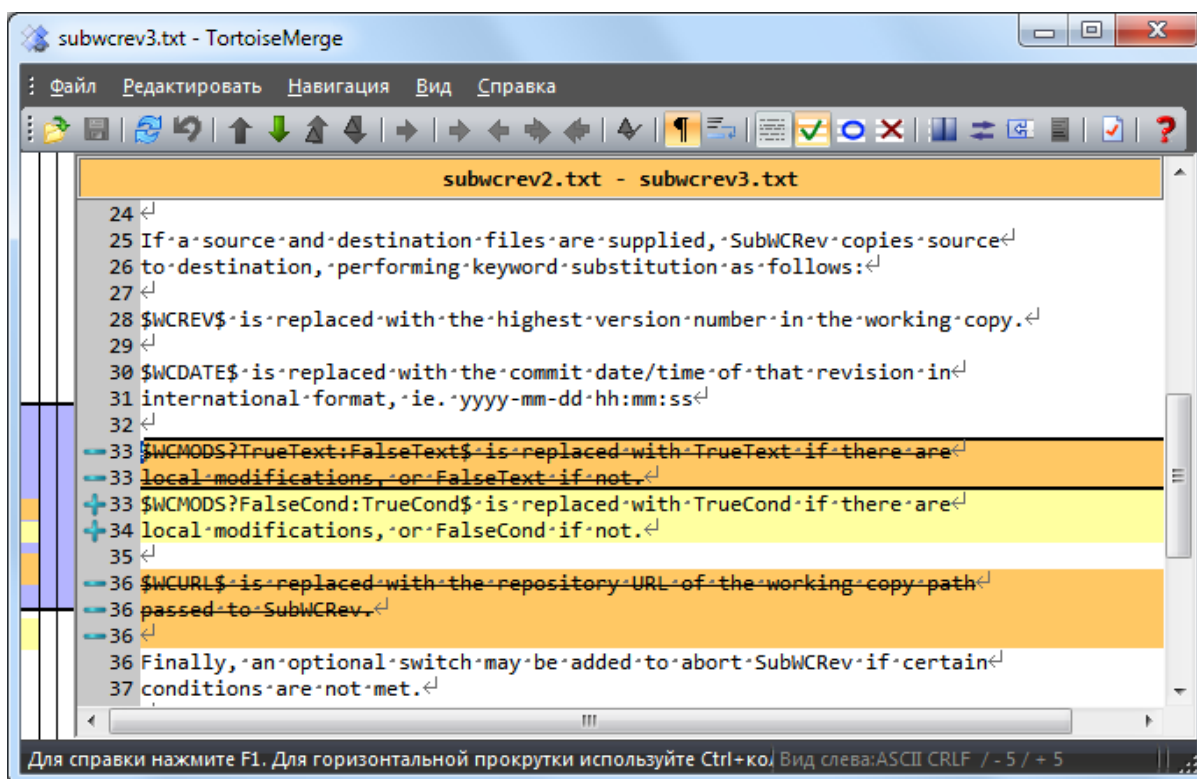 subwcrev3.txt - TortoiseMerge
Файл Редактировать Навигация Вид Справка
subwcrev2.txt - subwcrev3.txt
24
25 If a source and destination files are supplied, SubWCRev copies source
26 to destination, performing keyword substitution as follows:
27
28 $WCREV$ is replaced with the highest version number in the working copy.
29
30 $WCDATE$ is replaced with the commit date/time of that revision in
31 international format, ie. yyyy-mm-dd hh:mm:ss
32
33 $WCMODS?TrueText:FalseText$ is replaced with TrueText if there are
33 local modifications, or FalseText if not.
33 $WCMODS?FalseCond:TrueCond$ is replaced with TrueCond if there are
34 local modifications, or FalseCond if not.
35
36 $WCURL$ is replaced with the repository URL of the working copy path
36 passed to SubWCRev.
36
36 Finally, an optional switch may be added to abort SubWCRev if certain
37 conditions are not met.
Для справки нажмите F1. Для горизонтальной прокрутки используйте Ctrl+ко Вид слева:ASCII CRLF / - 5 / + 5